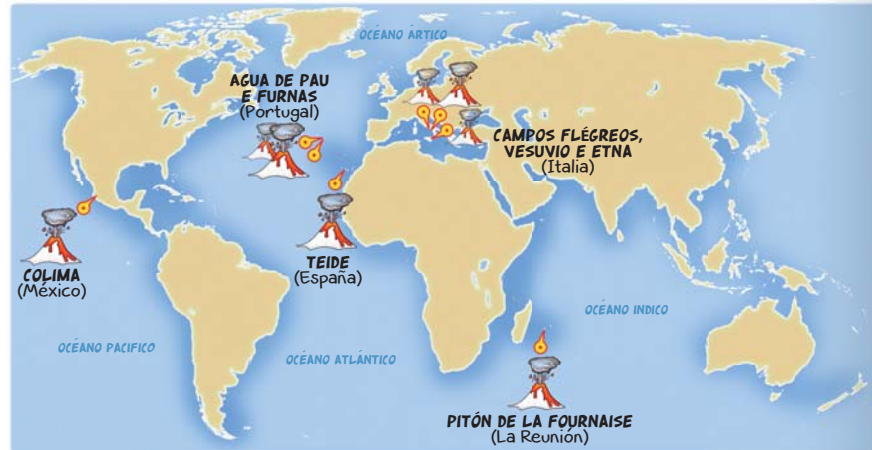 OCÉANO ÁRTICO
AGUA DE PAU
E FURNAS
(Portugal)
CAMPOS FLÉGREOS,
VESUVIO E ETNA
(Italia)
COLIMA
(México)
TEIDE
(España)
OCÉANO INDICO
OCÉANO PACIFICO
OCÉANO ATLÁNTICO
PITÓN DE LA FOURNAISE
(La Reunión)